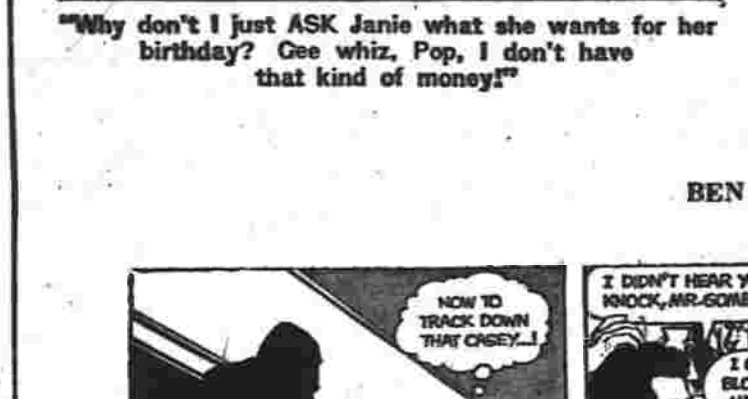 "Why don't I just ASK Janie what she wants for her
birthday? Gee whiz, Pop, I don't have
that kind of money!"
BEN
NOW TO
TRACK DOWN
THAT CASEY...!
I DIDN'T HEAR
KNOCK, MR.
I